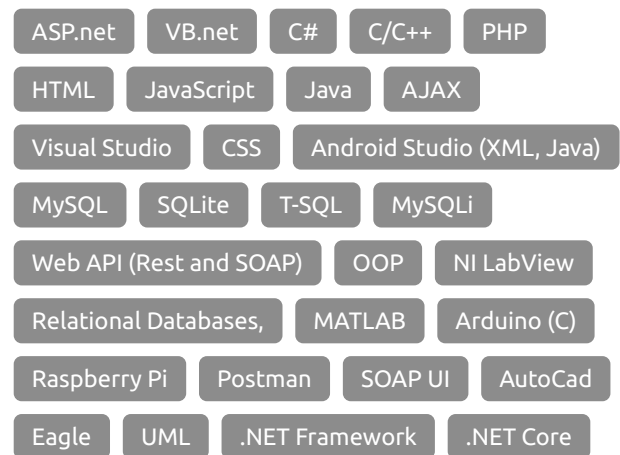 ASP.net VB.net C# C/C++ PHP
HTML JavaScript Java AJAX
Visual Studio CSS Android Studio (XML, Java)
MySQL SQLite T-SQL MySQLi
Web API (Rest and SOAP) OOP NI LabView
Relational Databases, MATLAB Arduino (C)
Raspberry Pi Postman SOAP UI AutoCad
Eagle UML .NET Framework .NET Core